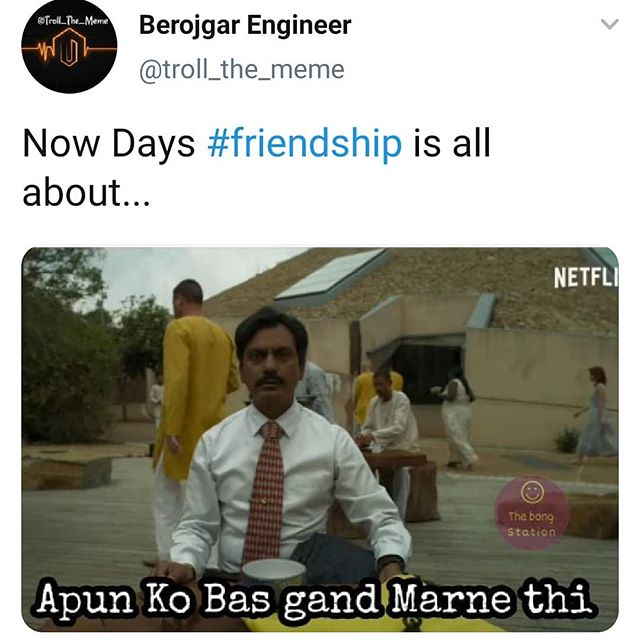 @Troll_The_Meme
Berojgar Engineer
@troll_the_meme
Now Days #friendship is all
about...
NETFLI
The bong
Station
Apun Ko Bas gand Marne thi